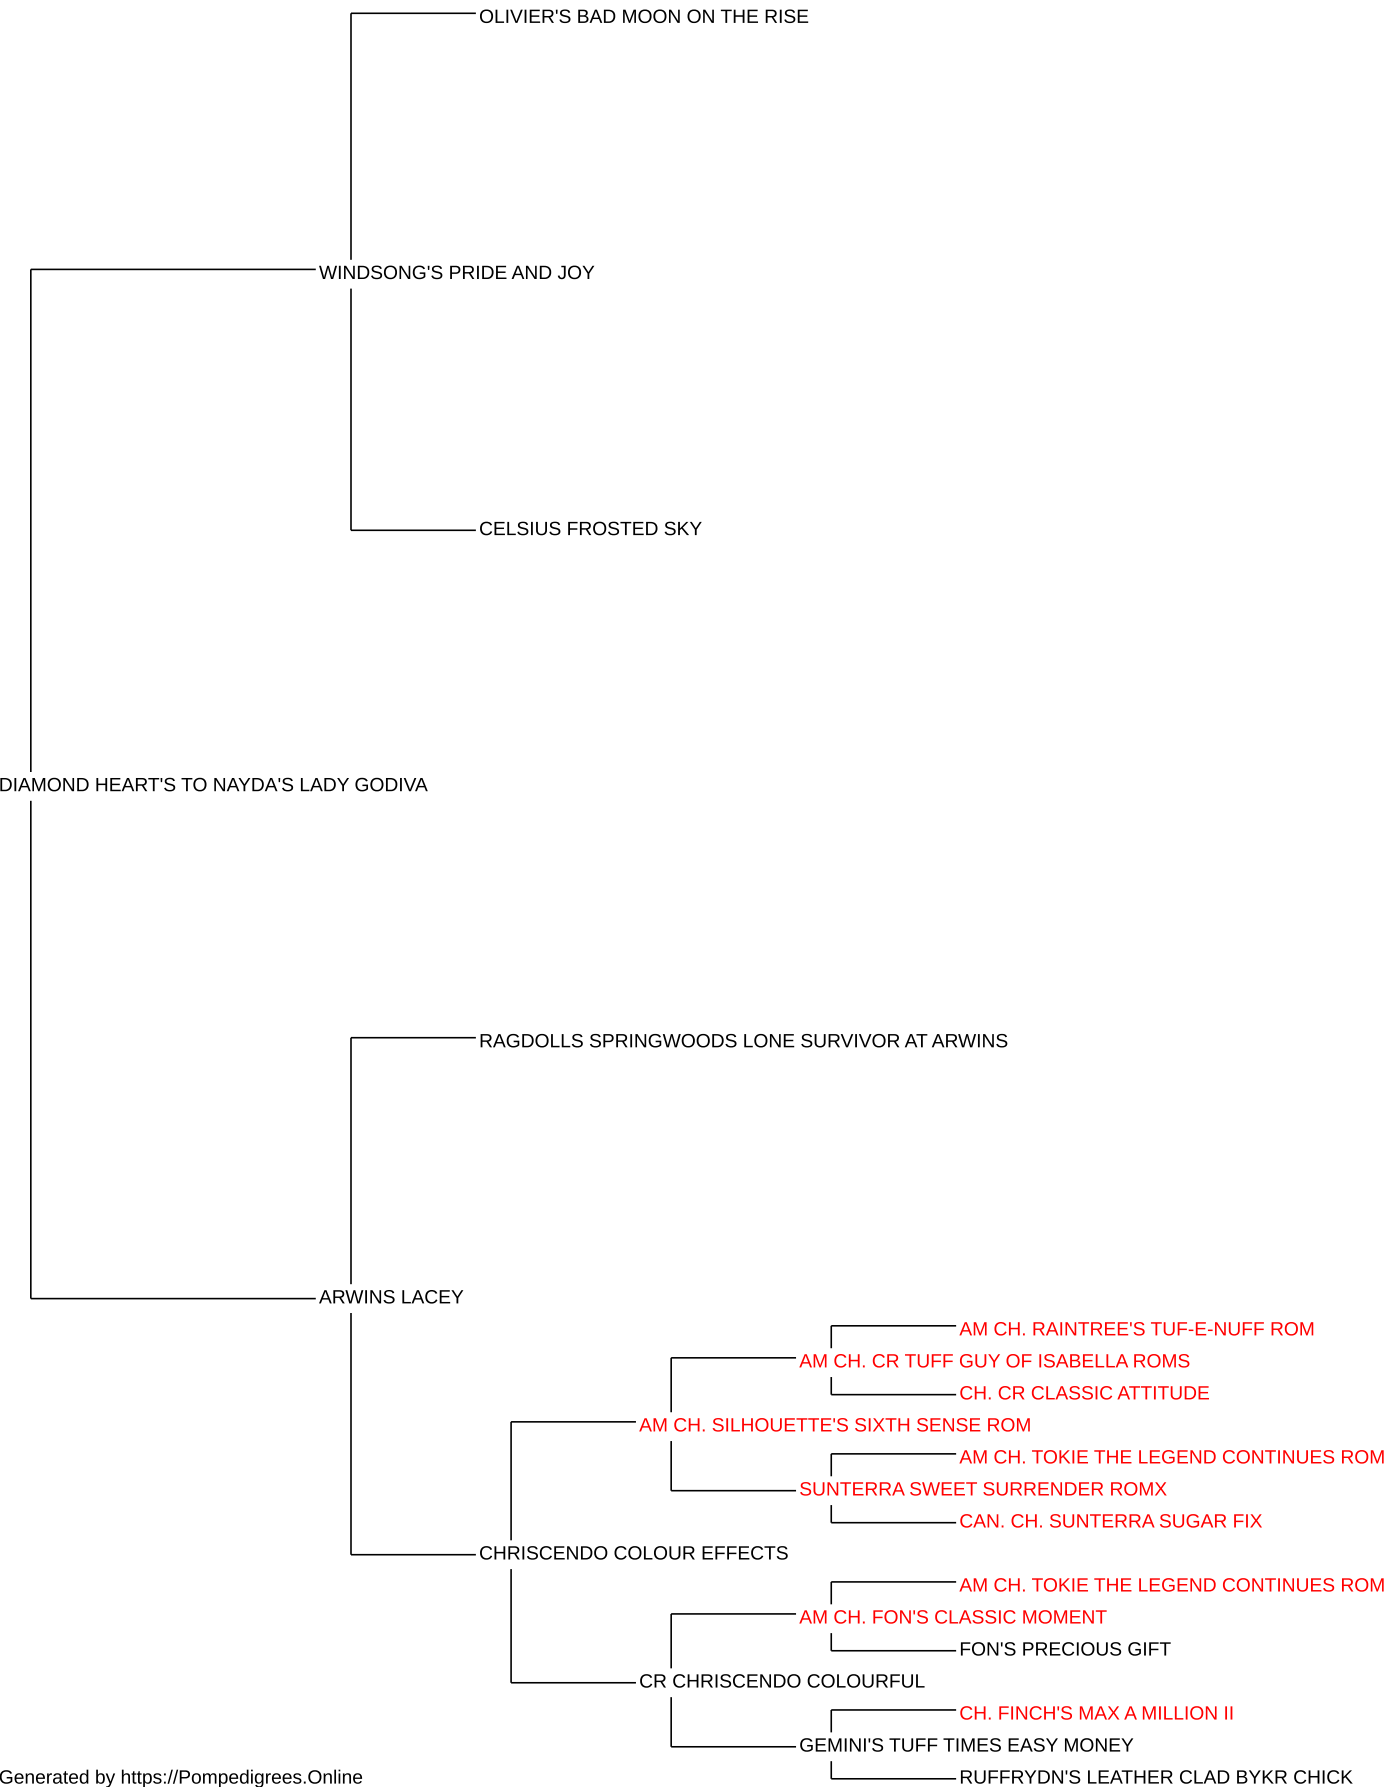 OLIVIER'S BAD MOON ON THE RISE
WINDSONG'S PRIDE AND JOY
CELSIUS FROSTED SKY
DIAMOND HEART'S TO NAYDA'S LADY GODIVA
RAGDOLLS SPRINGWOODS LONE SURVIVOR AT ARWINS
ARWINS LACEY
AM CH. RAINTREE'S TUF-E-NUFF ROM
AM CH. CR TUFF GUY OF ISABELLA ROMS
CH. CR CLASSIC ATTITUDE
AM CH. SILHOUETTE'S SIXTH SENSE ROM
AM CH. TOKIE THE LEGEND CONTINUES ROM
SUNTERRA SWEET SURRENDER ROMX
CAN. CH. SUNTERRA SUGAR FIX
CHRISCENDO COLOUR EFFECTS
AM CH. TOKIE THE LEGEND CONTINUES ROM
AM CH. FON'S CLASSIC MOMENT
FON'S PRECIOUS GIFT
CR CHRISCENDO COLOURFUL
CH. FINCH'S MAX A MILLION II
GEMINI'S TUFF TIMES EASY MONEY
RUFFRYDN'S LEATHER CLAD BYKR CHICK
Generated by https://Pompedigrees.Online